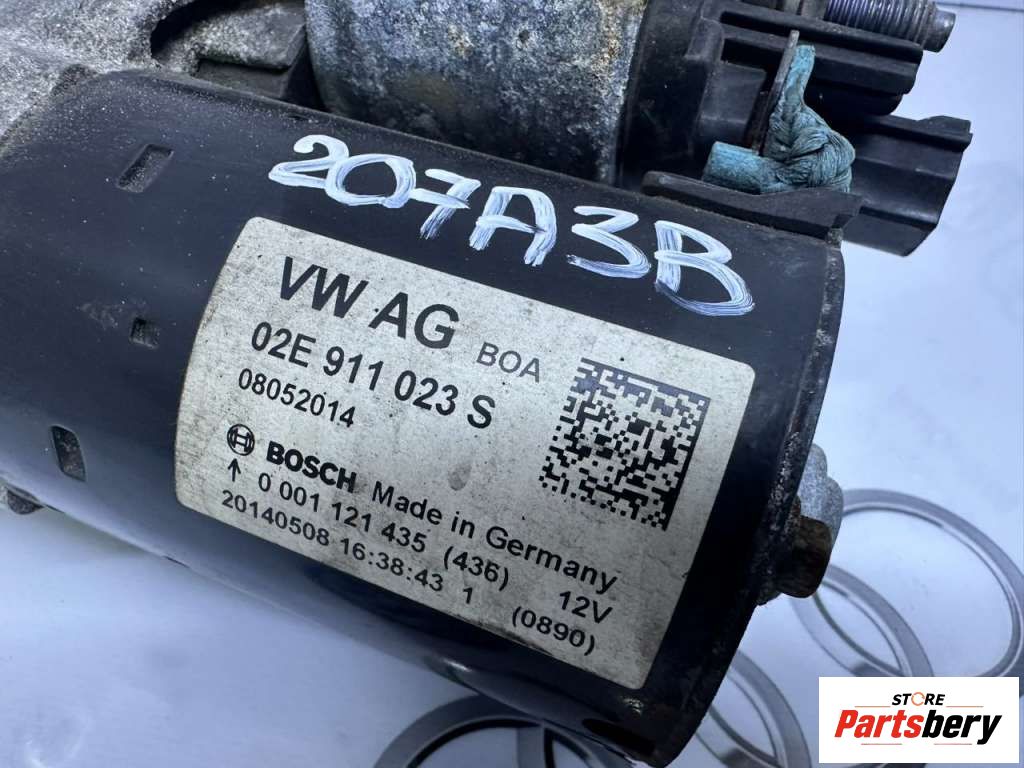 207A3B
VW AG BOA
02E 911 023 S
08052014
BOSCH Made in Germany
0 001 121 435 (436) 12V
20140508 16:38:43 1 (0890)
STORE
Partsbery